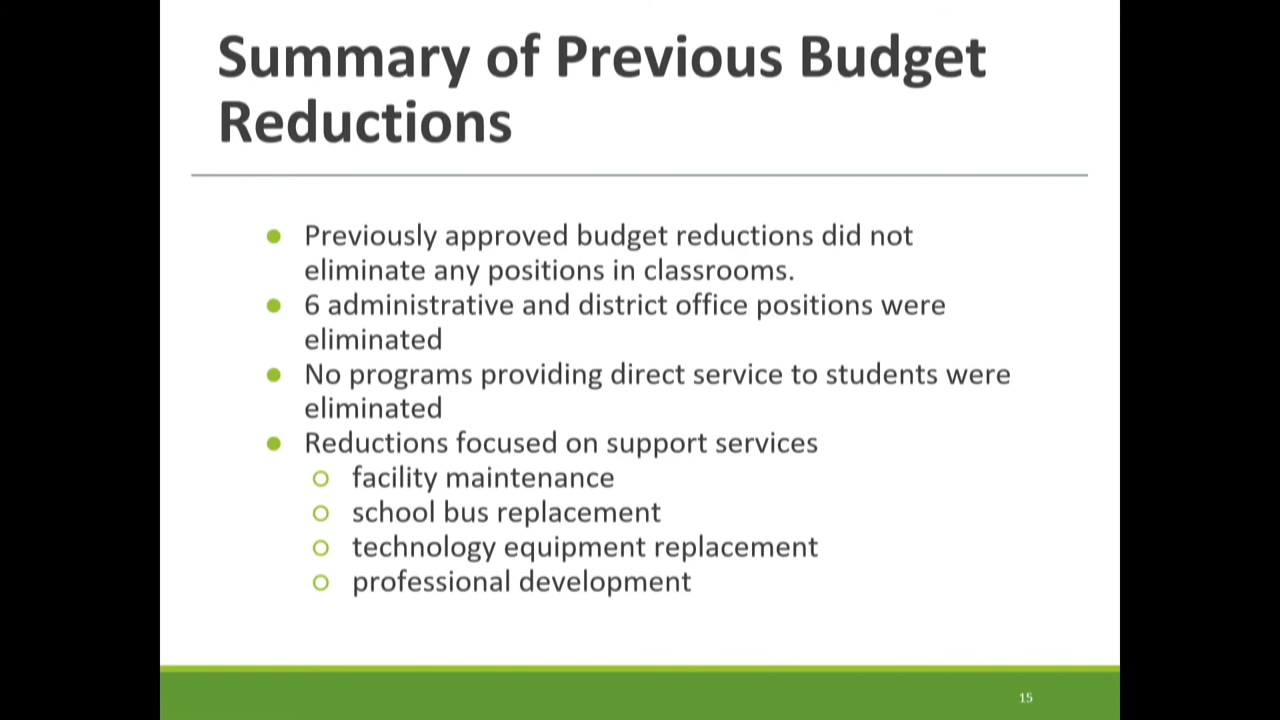 Summary of Previous Budget
Reductions
● Previously approved budget reductions did not
eliminate any positions in classrooms.
● 6 administrative and district office positions were
eliminated
● No programs providing direct service to students were
eliminated
● Reductions focused on support services
○ facility maintenance
○ school bus replacement
○ technology equipment replacement
○ professional development
15